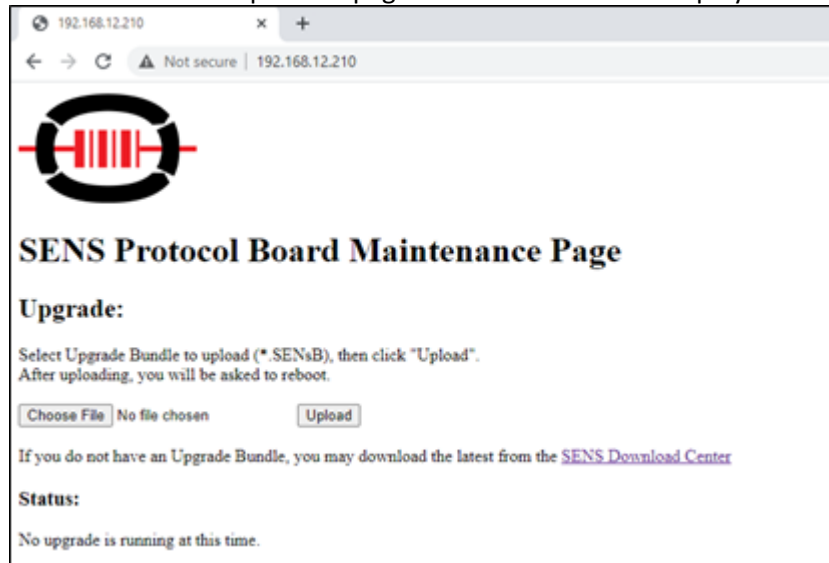 192.168.12.210
Not secure | 192.168.12.210
SENS Protocol Board Maintenance Page
Upgrade:
Select Upgrade Bundle to upload (*.SENsB), then click "Upload".
After uploading, you will be asked to reboot.
Choose File No file chosen Upload
If you do not have an Upgrade Bundle, you may download the latest from the SENS Download Center
Status:
No upgrade is running at this time.